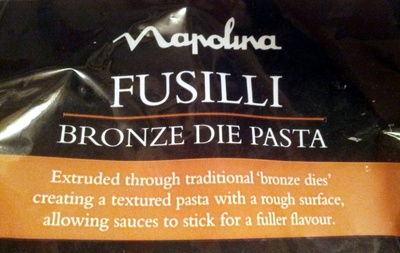 Napolina
FUSILLI
BRONZE DIE PASTA
Extruded through traditional 'bronze dies'
creating a textured pasta with a rough surface,
allowing sauces to stick for a fuller flavour.